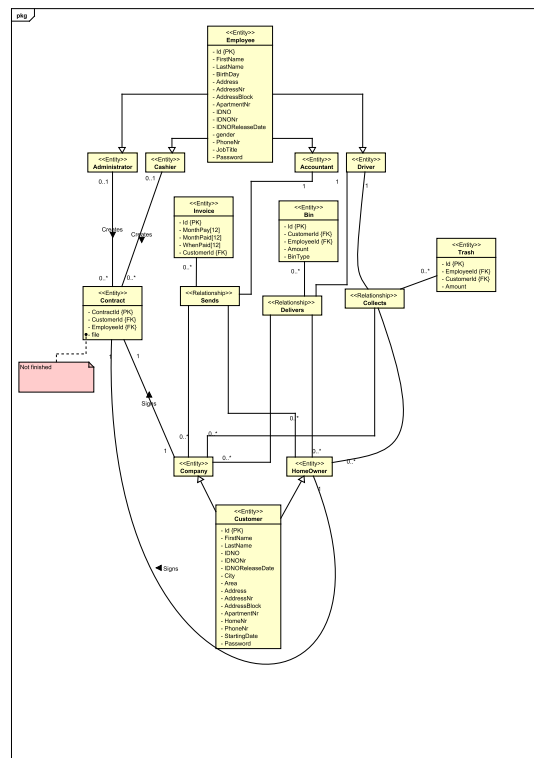 pkg
<<Entity>>
Employee
- Id {PK}
- FirstName
- LastName
- BirthDay
- Address
- AddressNr
- AddressBlock
- ApartmentNr
- IDNO
- IDNONr
- IDNOReleaseDate
- gender
- PhoneNr
- JobTitle
- Password
<<Entity>>
Administrator
<<Entity>>
Cashier
<<Entity>>
Accountant
<<Entity>>
Driver
0..1
0..1
1
1
1
<<Entity>>
Invoice
- Id {PK}
- MonthPay[12]
- MonthPaid[12]
- WhenPaid[12]
- CustomerId {FK}
<<Entity>>
Bin
- Id {PK}
- CustomerId {FK}
- EmployeeId {FK}
- Amount
- BinType
<<Entity>>
Trash
- Id {PK}
- EmployeeId {FK}
- CustomerId {FK}
- Amount
Creates
Creates
0..*
0..*
0..*
0..*
0..*
<<Entity>>
Contract
- ContractId {PK}
- CustomerId {FK}
- EmployeeId {FK}
- file
<<Relationship>>
Sends
<<Relationship>>
Delivers
<<Relationship>>
Collects
1
1
Not finished
Signs
1
0..*
0..*
0..*
0..*
0..*
0..*
<<Entity>>
Company
<<Entity>>
HomeOwner
1
<<Entity>>
Customer
- Id {PK}
- FirstName
- LastName
- IDNO
- IDNONr
- IDNOReleaseDate
- City
- Area
- Address
- AddressNr
- AddressBlock
- ApartmentNr
- HomeNr
- PhoneNr
- StartingDate
- Password
Signs